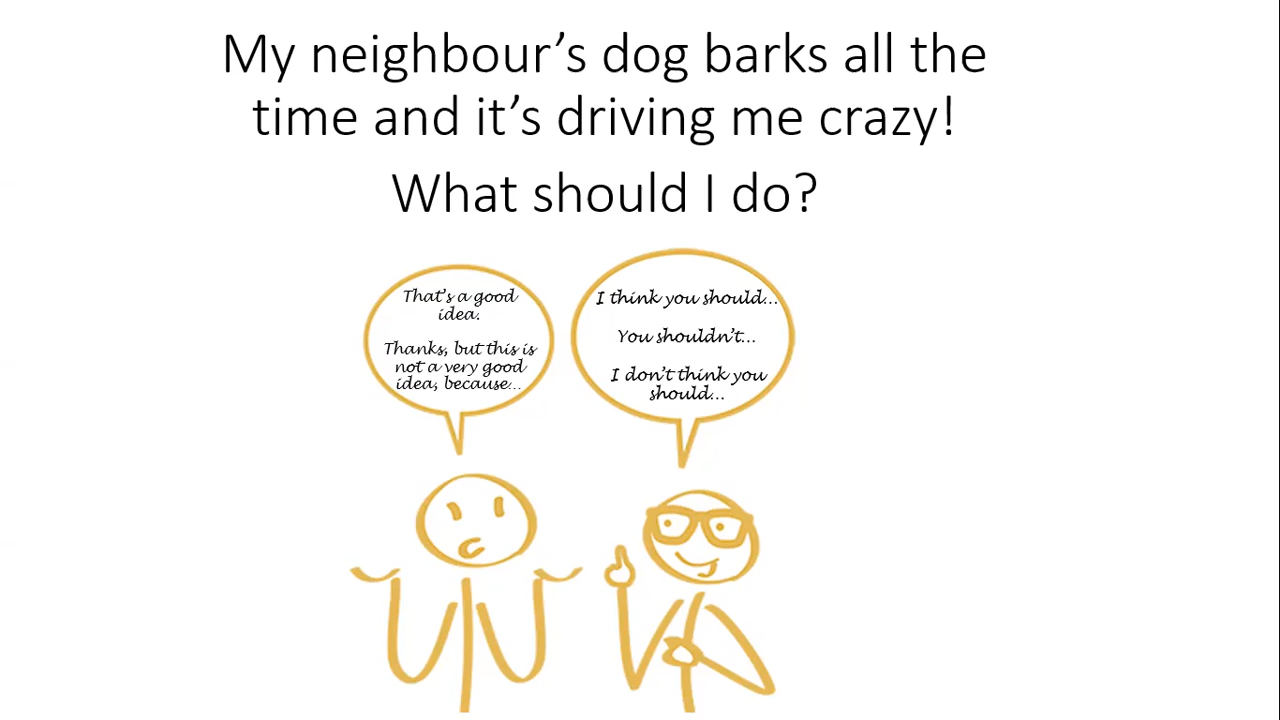 My neighbour’s dog barks all the
time and it’s driving me crazy!
What should I do?
That’s a good
idea.
Thanks, but this is
not a very good
idea, because...
I think you should...
You shouldn’t...
I don’t think you
should...